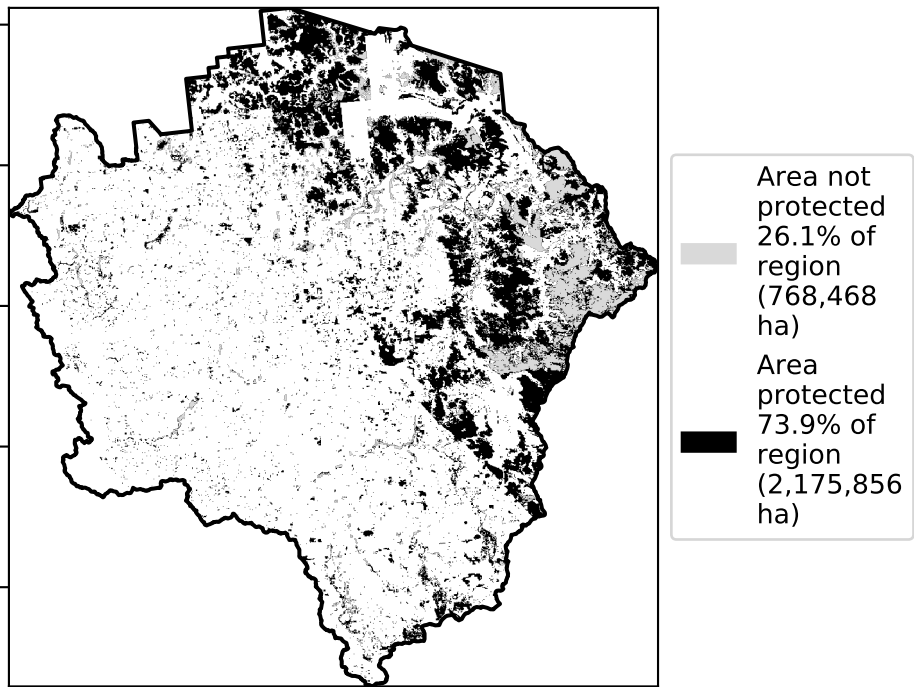 Area not
protected
26.1% of
region
(768,468
ha)
Area
protected
73.9% of
region
(2,175,856
ha)